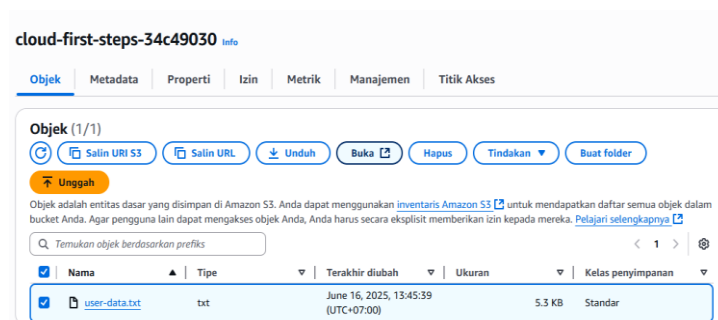 cloud-first-steps-34c49030 Info
Objek Metadata Properti Izin Metrik Manajemen Titik Akses
Objek (1/1)
Salin URI S3 Salin URL Unduh Buka Hapus Tindakan Buat folder
Unggah
Objek adalah entitas dasar yang disimpan di Amazon S3. Anda dapat menggunakan inventaris Amazon S3 untuk mendapatkan daftar semua objek dalam
bucket Anda. Agar pengguna lain dapat mengakses objek Anda, Anda harus secara eksplisit memberikan izin kepada mereka. Pelajari selengkapnya
Temukan objek berdasarkan prefiks 1
Nama Tipe Terakhir diubah Ukuran Kelas penyimpanan
user-data.txt txt June 16, 2025, 13:45:39 (UTC+07:00) 5.3 KB Standar